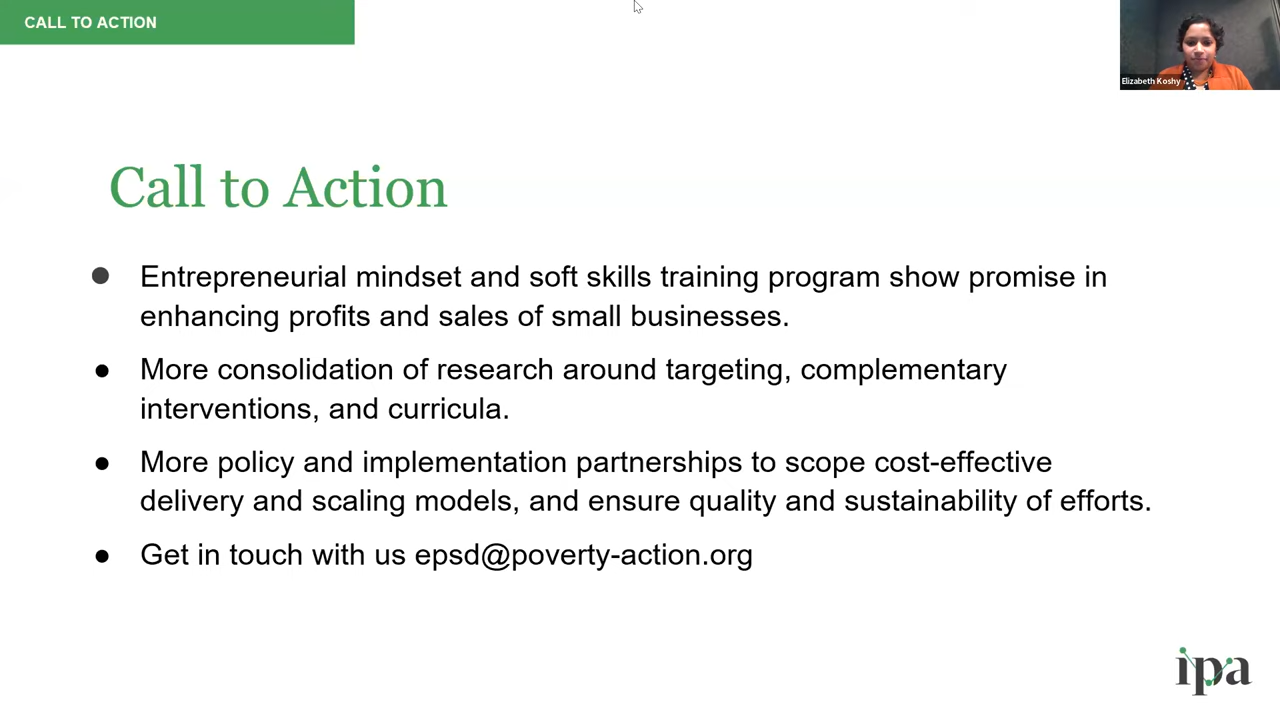 CALL TO ACTION
Elizabeth Koshy
Call to Action
● Entrepreneurial mindset and soft skills training program show promise in
enhancing profits and sales of small businesses.
● More consolidation of research around targeting, complementary
interventions, and curricula.
● More policy and implementation partnerships to scope cost-effective
delivery and scaling models, and ensure quality and sustainability of efforts.
● Get in touch with us epsd@poverty-action.org
ipa